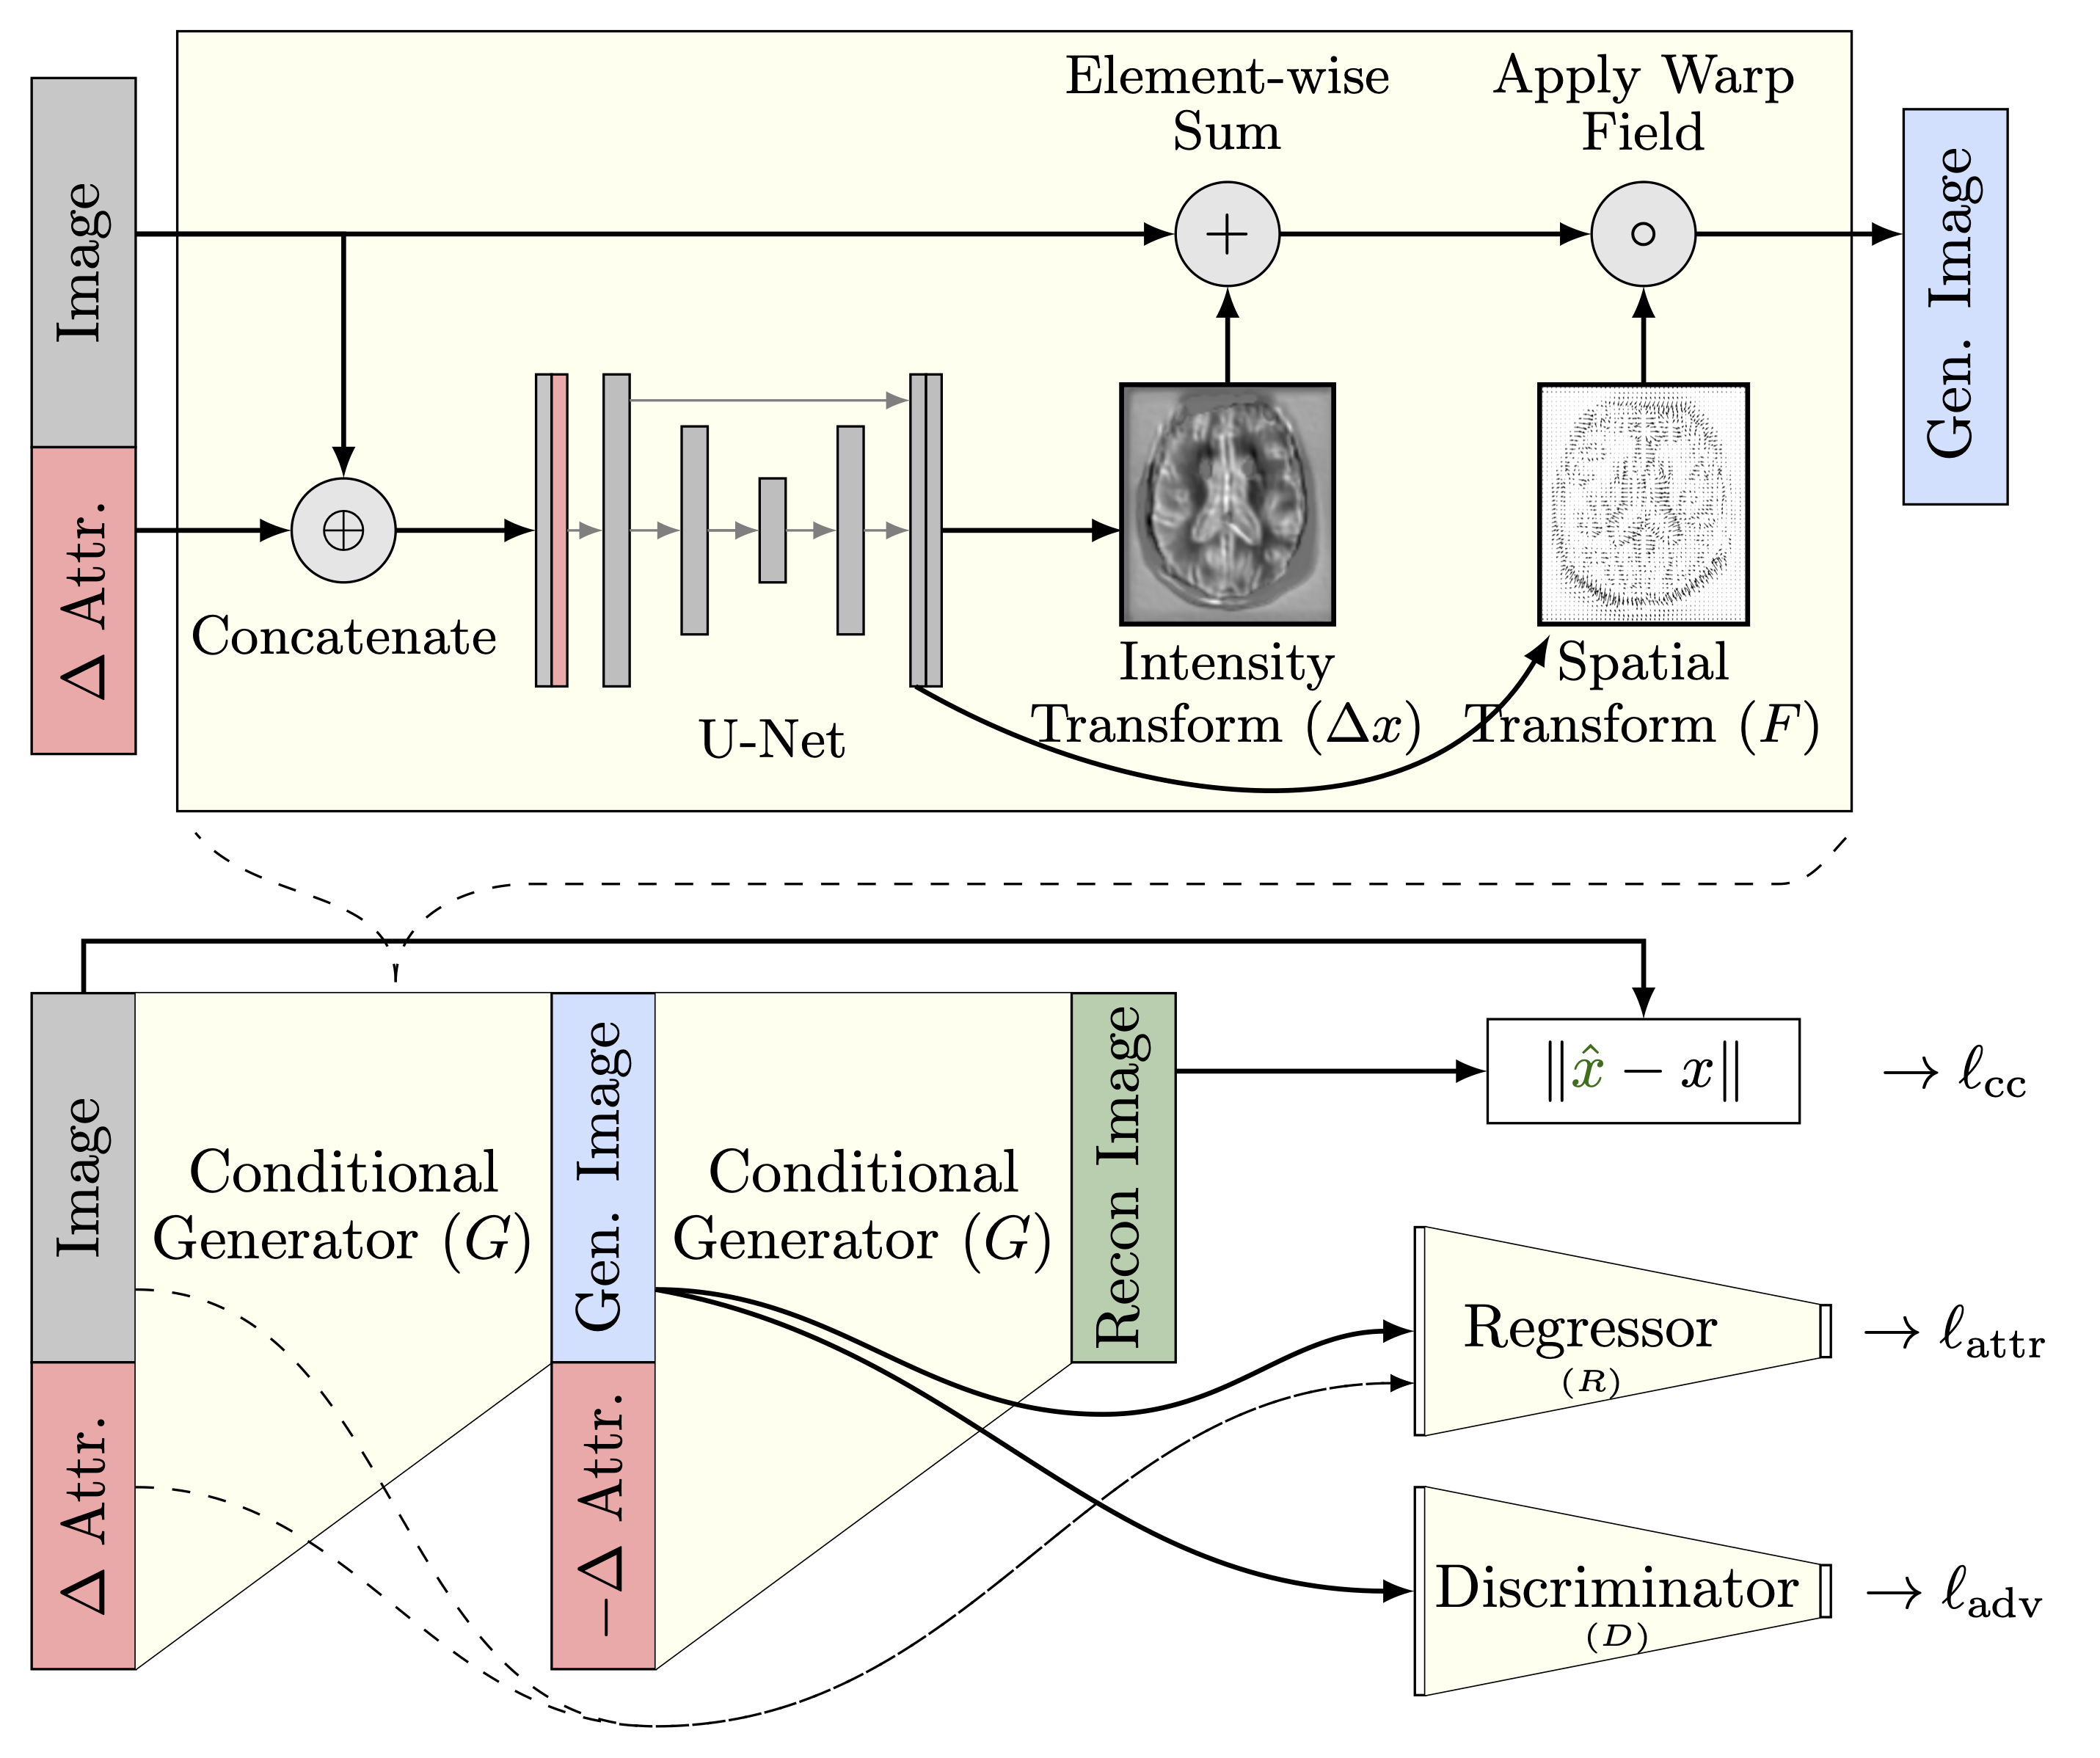 Image
Δ Attr.
Element-wise
Sum
Apply Warp
Field
+
∘
Gen. Image
⊕
Concatenate
U-Net
Intensity
Transform (Δx)
Spatial
Transform (F)
Image
Δ Attr.
Conditional
Generator (G)
Gen. Image
−Δ Attr.
Conditional
Generator (G)
Recon Image
‖x̂ − x‖
→ ℓcc
Regressor
(R)
→ ℓattr
Discriminator
(D)
→ ℓadv